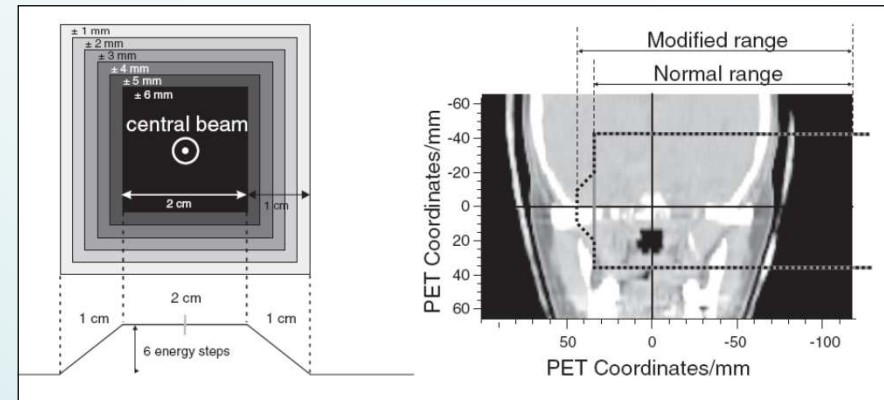 ± 1 mm
± 2 mm
± 3 mm
± 4 mm
± 5 mm
± 6 mm
central beam
2 cm
1 cm
2 cm
1 cm
1 cm
6 energy steps
Modified range
Normal range
PET Coordinates/mm
-60
-40
-20
0
20
40
60
50
0
-50
-100
PET Coordinates/mm